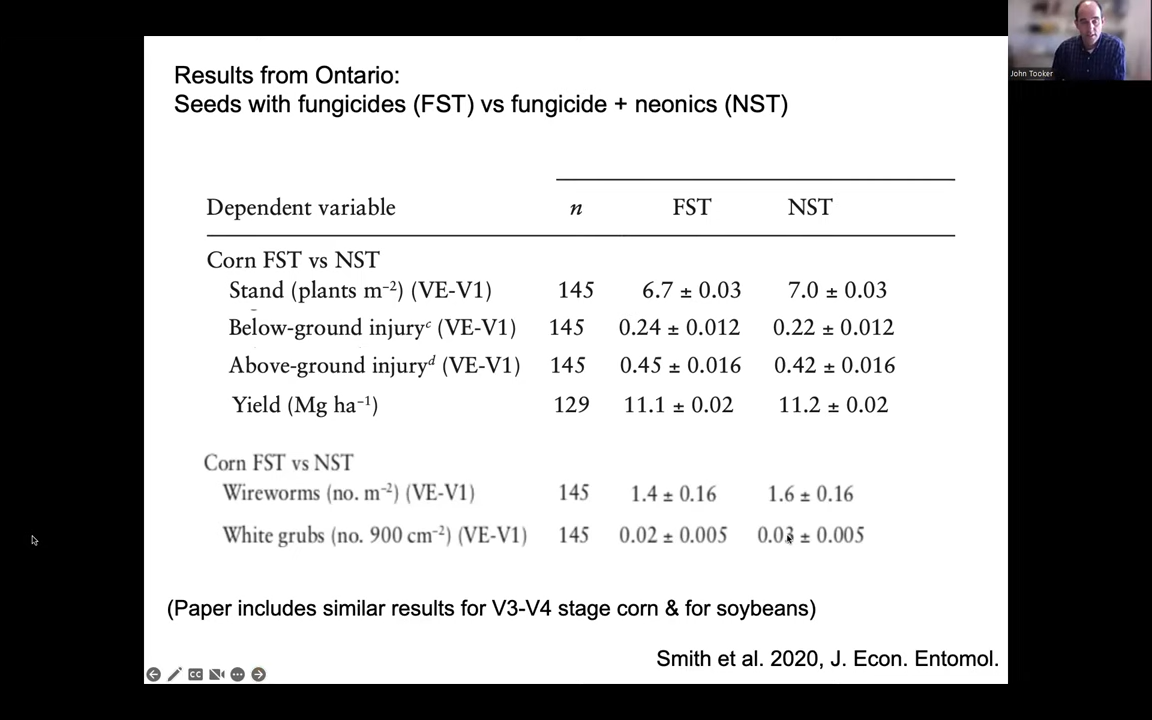 John Tooker
Results from Ontario:
Seeds with fungicides (FST) vs fungicide + neonics (NST)
Dependent variable n FST NST
Corn FST vs NST
Stand (plants m⁻²) (VE-V1) 145 6.7 ± 0.03 7.0 ± 0.03
Below-ground injuryᶜ (VE-V1) 145 0.24 ± 0.012 0.22 ± 0.012
Above-ground injuryᵈ (VE-V1) 145 0.45 ± 0.016 0.42 ± 0.016
Yield (Mg ha⁻¹) 129 11.1 ± 0.02 11.2 ± 0.02
Corn FST vs NST
Wireworms (no. m⁻²) (VE-V1) 145 1.4 ± 0.16 1.6 ± 0.16
White grubs (no. 900 cm⁻²) (VE-V1) 145 0.02 ± 0.005 0.03 ± 0.005
(Paper includes similar results for V3-V4 stage corn & for soybeans)
Smith et al. 2020, J. Econ. Entomol.
CC